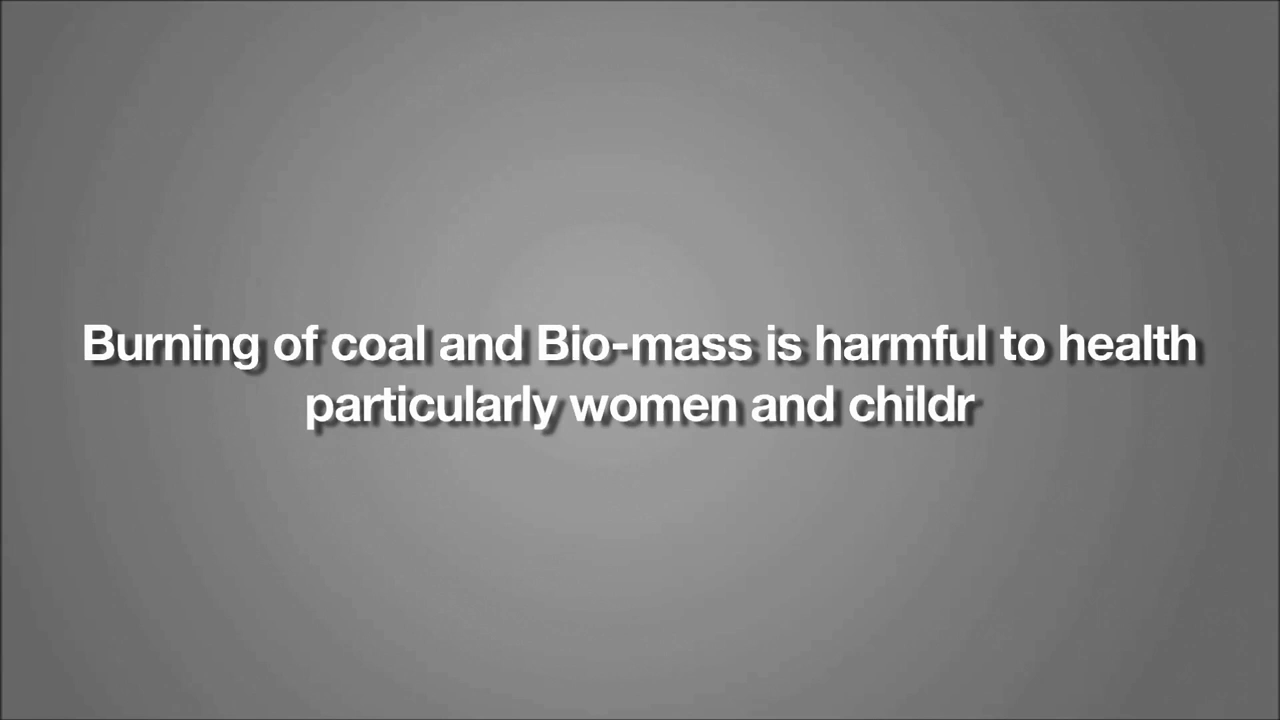 Burning of coal and Bio-mass is harmful to health
particularly women and childr